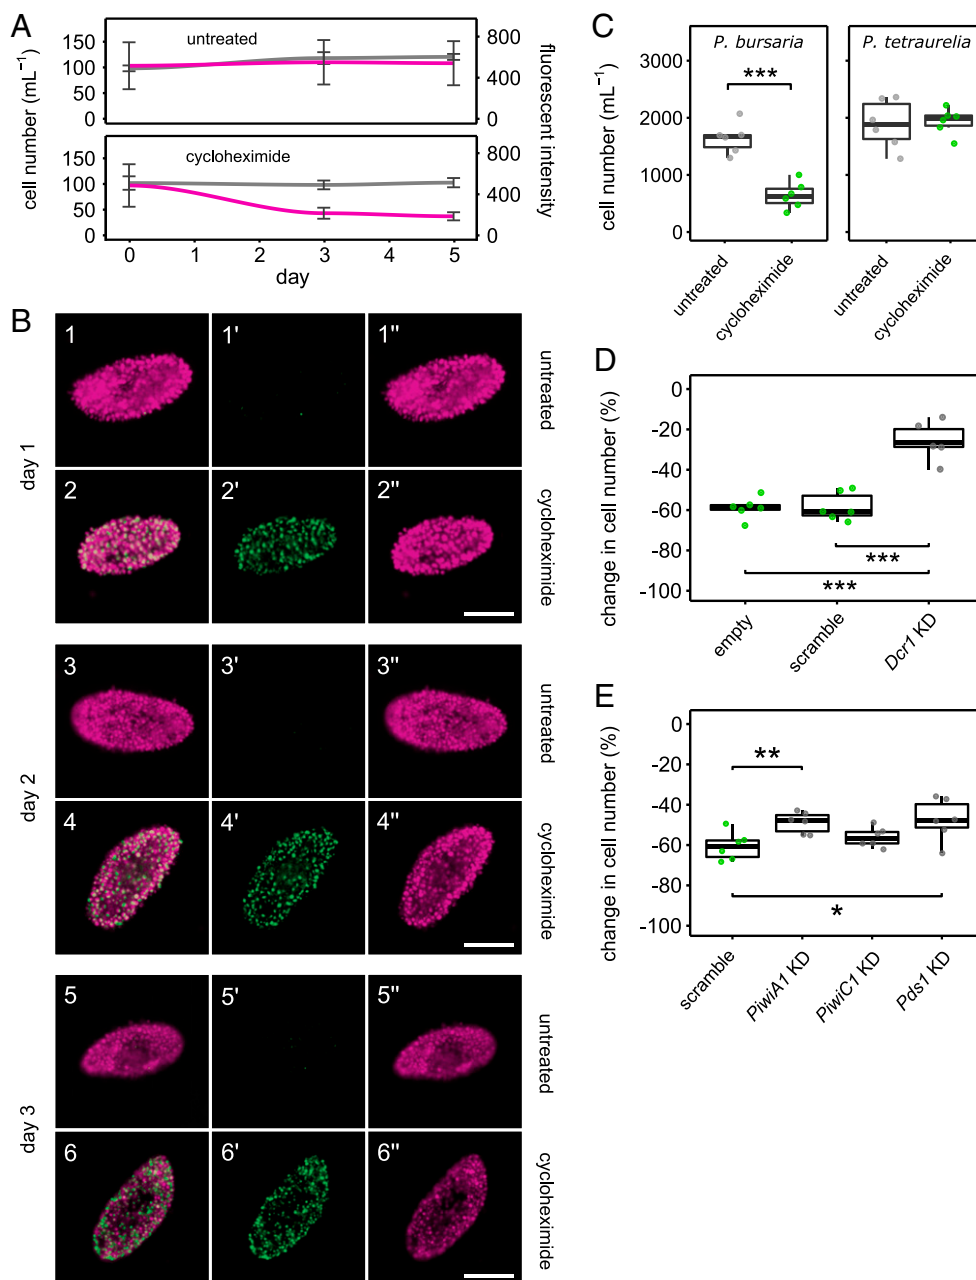 A
untreated
150
100
50
0
800
400
0
cycloheximide
150
100
50
0
800
400
0
0 1 2 3 4 5
day
cell number (mL⁻¹)
fluorescent intensity
B
day 1
1 1' 1"
untreated
2 2' 2"
cycloheximide
day 2
3 3' 3"
untreated
4 4' 4"
cycloheximide
day 3
5 5' 5"
untreated
6 6' 6"
cycloheximide
C
P. bursaria P. tetraurelia
***
cell number (mL⁻¹)
3000
2000
1000
0
untreated
cycloheximide
untreated
cycloheximide
D
change in cell number (%)
0
-20
-40
-60
-80
-100
***
***
empty
scramble
Dcr1 KD
E
change in cell number (%)
0
-20
-40
-60
-80
-100
**
*
scramble
PiwiA1 KD
PiwiC1 KD
Pds1 KD